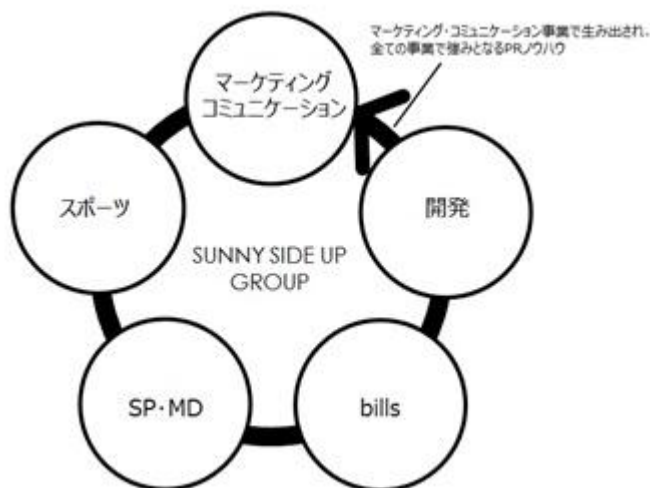 マーケティング・コミュニケーション事業で生み出され、
全ての事業で強みとなるPRノウハウ
マーケティング
コミュニケーション
スポーツ
開発
SUNNY SIDE UP
GROUP
SP・MD
bills